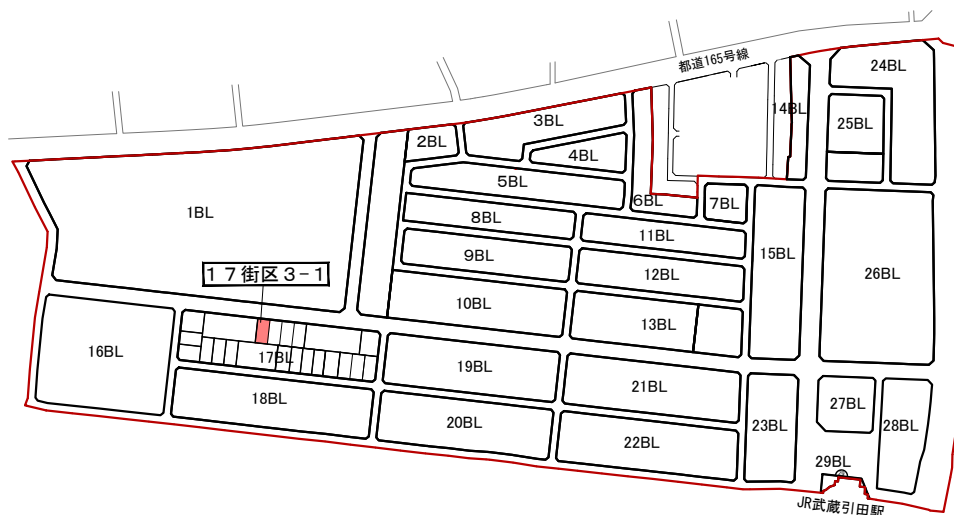 都道165号線
24BL
14BL
25BL
3BL
2BL
4BL
5BL
6BL
7BL
1BL
8BL
11BL
15BL
9BL
12BL
26BL
17街区3-1
10BL
13BL
16BL
17BL
19BL
21BL
18BL
27BL
20BL
23BL
28BL
22BL
29BL
JR武蔵引田駅